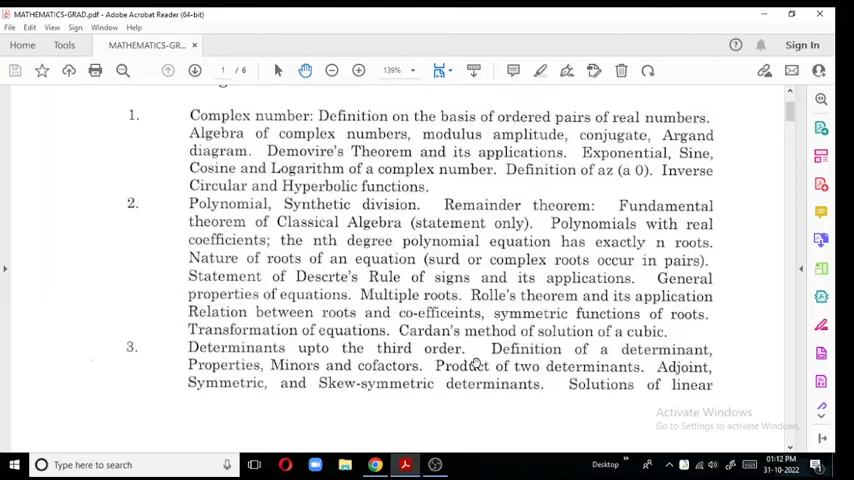 MATHEMATICS-GRAD.pdf - Adobe Acrobat Reader (64-bit)
File Edit View Sign Window Help
Home Tools MATHEMATICS-GR... × Sign In
1 / 6 139%
1. Complex number: Definition on the basis of ordered pairs of real numbers.
Algebra of complex numbers, modulus amplitude, conjugate, Argand
diagram. Demovire's Theorem and its applications. Exponential, Sine,
Cosine and Logarithm of a complex number. Definition of az (a 0). Inverse
Circular and Hyperbolic functions.
2. Polynomial, Synthetic division. Remainder theorem: Fundamental
theorem of Classical Algebra (statement only). Polynomials with real
coefficients; the nth degree polynomial equation has exactly n roots.
Nature of roots of an equation (surd or complex roots occur in pairs).
Statement of Descrte's Rule of signs and its applications. General
properties of equations. Multiple roots. Rolle's theorem and its application
Relation between roots and co-efficeints, symmetric functions of roots.
Transformation of equations. Cardan's method of solution of a cubic.
3. Determinants upto the third order. Definition of a determinant,
Properties, Minors and cofactors. Product of two determinants. Adjoint,
Symmetric, and Skew-symmetric determinants. Solutions of linear
Activate Windows
Go to Settings to activate Windows.
Type here to search
Desktop
01:12 PM
31-10-2022